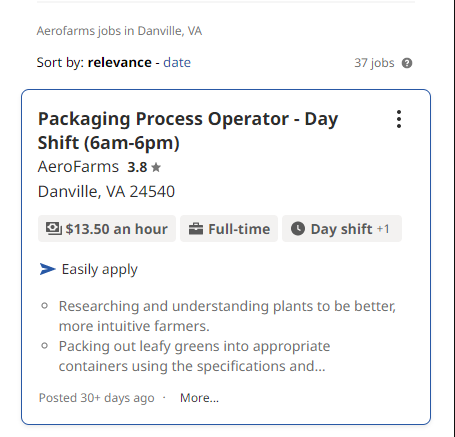 Aerofarms jobs in Danville, VA
Sort by: relevance - date 37 jobs ?
Packaging Process Operator - Day
Shift (6am-6pm)
AeroFarms 3.8 ★
Danville, VA 24540
$13.50 an hour Full-time Day shift +1
Easily apply
Researching and understanding plants to be better,
more intuitive farmers.
Packing out leafy greens into appropriate
containers using the specifications and...
Posted 30+ days ago · More...